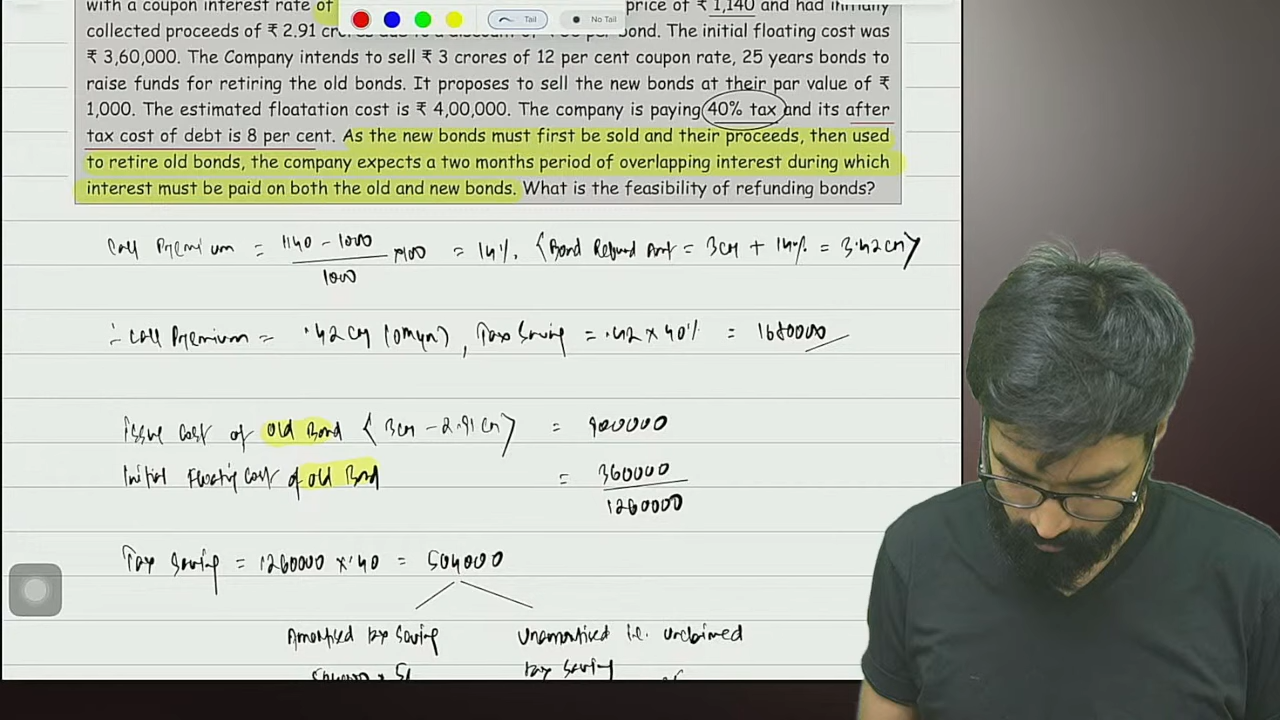 with a coupon interest rate of
price of ₹ 1,140 and had initially
Tail
No Tail
collected proceeds of ₹ 2.91 bond. The initial floating cost was
₹ 3,60,000. The Company intends to sell ₹ 3 crores of 12 per cent coupon rate, 25 years bonds to
raise funds for retiring the old bonds. It proposes to sell the new bonds at their par value of ₹
1,000. The estimated floatation cost is ₹ 4,00,000. The company is paying 40% tax and its after
tax cost of debt is 8 per cent. As the new bonds must first be sold and their proceeds, then used
to retire old bonds, the company expects a two months period of overlapping interest during which
interest must be paid on both the old and new bonds. What is the feasibility of refunding bonds?
Call Premium = 1140 - 1000 / 1000 × 100 = 14%. (Bond Refund Amt = 3cr + 14% = 3.42cr)
∴ Call Premium = .42 cr , Tax Saving = .42 × 40% = 1680000
Issue Cost of Old Bond (3cr - 2.91cr) = 900000
Initial Floating Cost of old Bond = 360000
1260000
Tax Saving = 1260000 × .40 = 504000
Amortised tax Saving
Unamortised i.e. unclaimed
tax saving